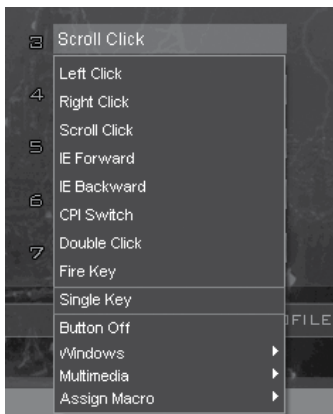 3 Scroll Click
Left Click
4 Right Click
Scroll Click
5 IE Forward
IE Backward
6 CPI Switch
7 Double Click
Fire Key
Single Key
Button Off
Windows
Multimedia
Assign Macro